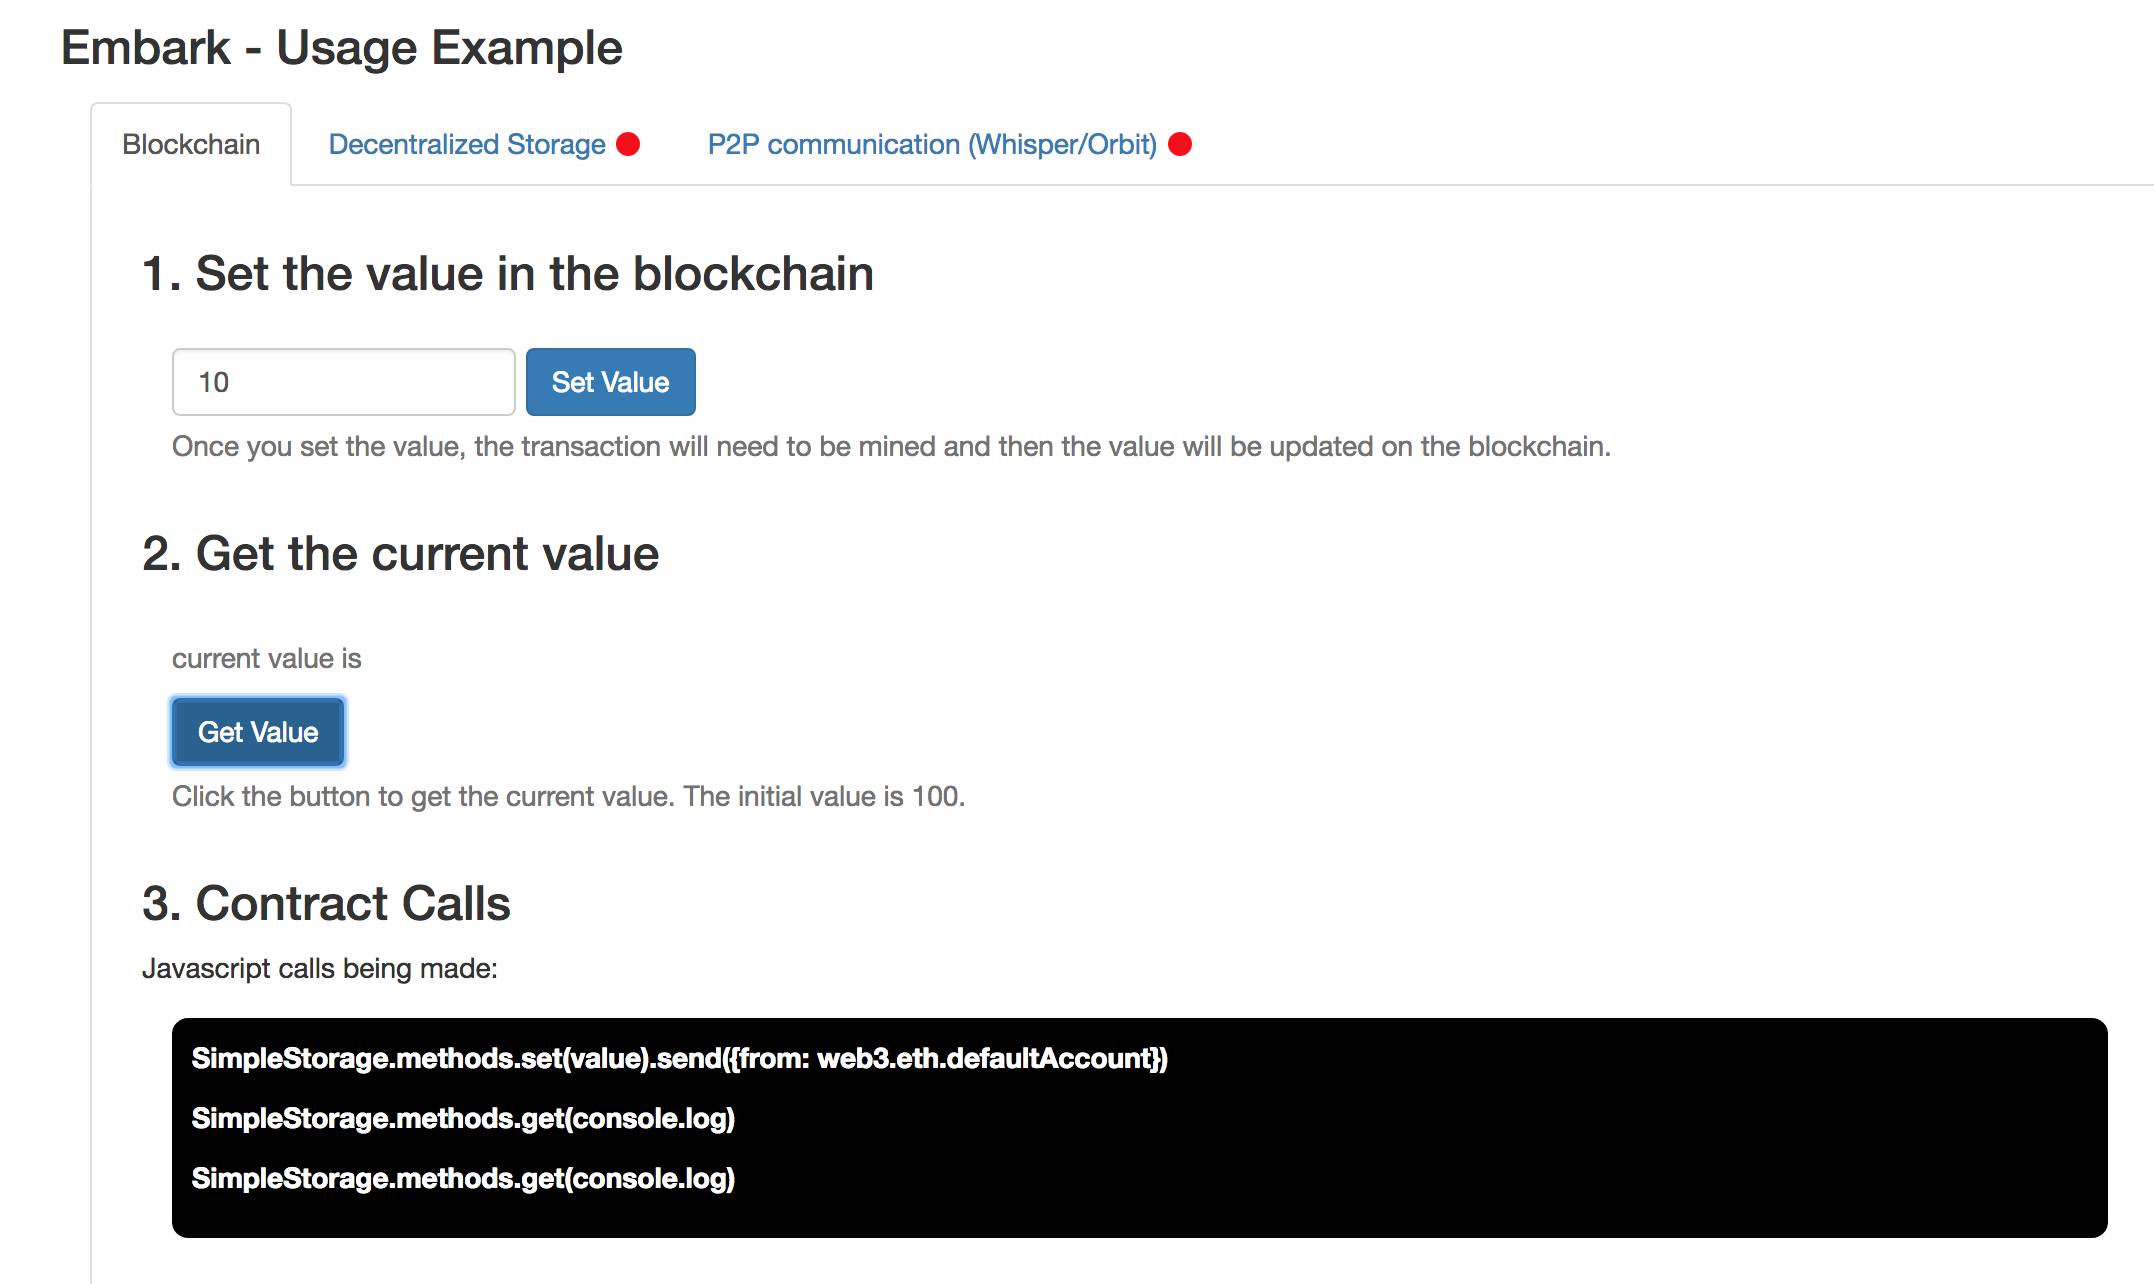 Embark - Usage Example
Blockchain
Decentralized Storage
P2P communication (Whisper/Orbit)
1. Set the value in the blockchain
10
Set Value
Once you set the value, the transaction will need to be mined and then the value will be updated on the blockchain.
2. Get the current value
current value is
Get Value
Click the button to get the current value. The initial value is 100.
3. Contract Calls
Javascript calls being made:
SimpleStorage.methods.set(value).send({from: web3.eth.defaultAccount})
SimpleStorage.methods.get(console.log)
SimpleStorage.methods.get(console.log)